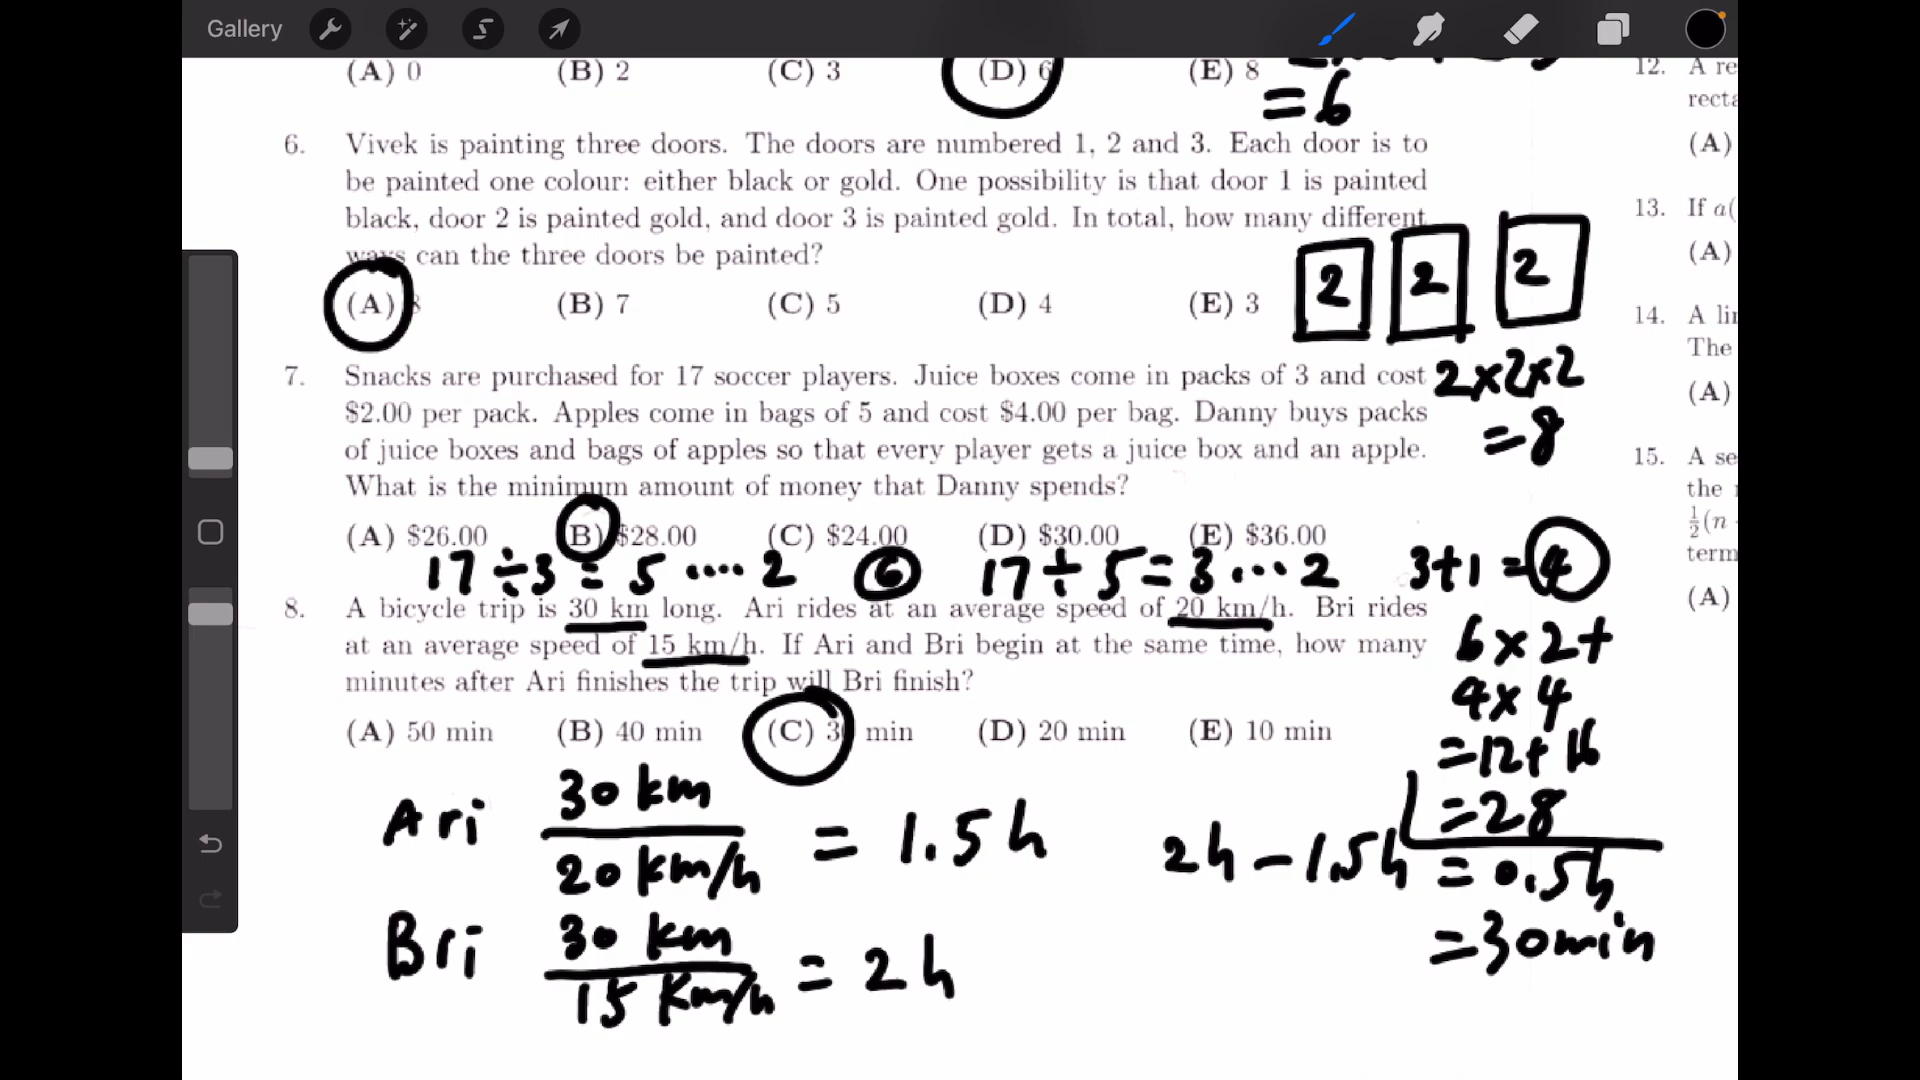 Gallery
(A) 0 (B) 2 (C) 3 (D) 6 (E) 8
= 6
6. Vivek is painting three doors. The doors are numbered 1, 2 and 3. Each door is to
be painted one colour: either black or gold. One possibility is that door 1 is painted
black, door 2 is painted gold, and door 3 is painted gold. In total, how many different
ways can the three doors be painted?
2 2 2
(A) 8 (B) 7 (C) 5 (D) 4 (E) 3
2×2×2
=8
7. Snacks are purchased for 17 soccer players. Juice boxes come in packs of 3 and cost
$2.00 per pack. Apples come in bags of 5 and cost $4.00 per bag. Danny buys packs
of juice boxes and bags of apples so that every player gets a juice box and an apple.
What is the minimum amount of money that Danny spends?
(A) $26.00 (B) $28.00 (C) $24.00 (D) $30.00 (E) $36.00
17÷3 = 5 .... 2 6 17÷5=3...2 3+1=4
6×2+
4×4
=12+16
=28
8. A bicycle trip is 30 km long. Ari rides at an average speed of 20 km/h. Bri rides
at an average speed of 15 km/h. If Ari and Bri begin at the same time, how many
minutes after Ari finishes the trip will Bri finish?
(A) 50 min (B) 40 min (C) 30 min (D) 20 min (E) 10 min
Ari 30 km
20 km/h = 1.5h
Bri 30 km
15 Km/h = 2h
2h-1.5h = 0.5h
=30min
12. A re
recta
(A)
13. If a(
(A)
14. A lin
The
(A)
15. A se
the
½(n
term
(A)